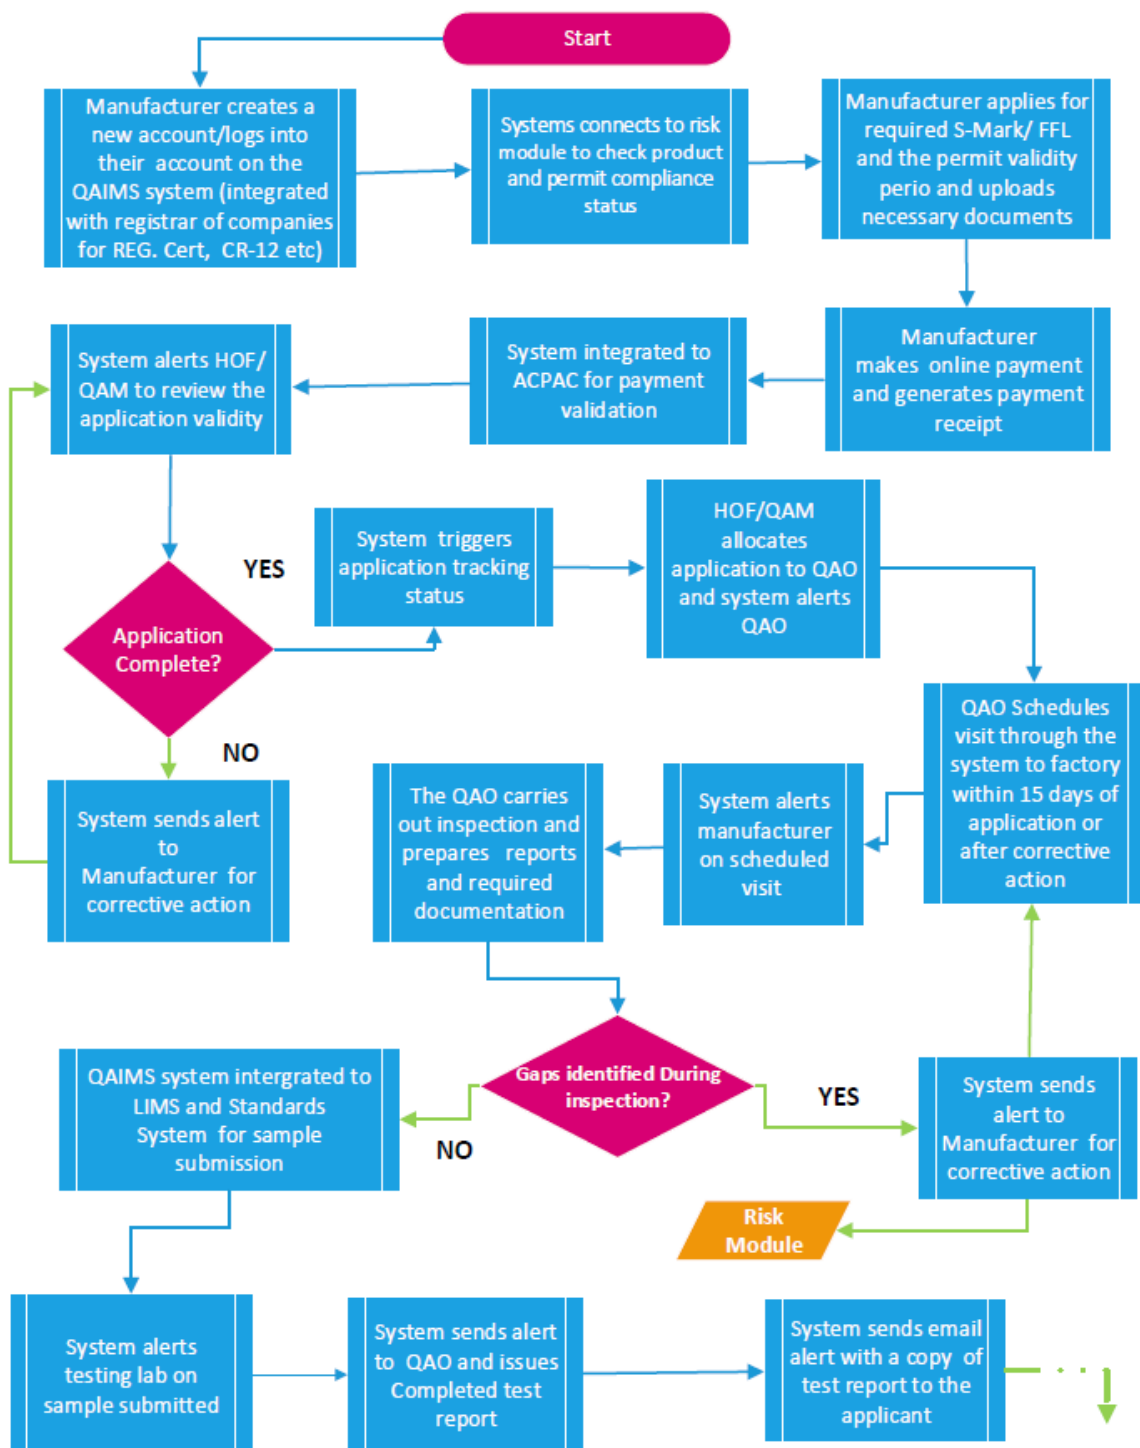 Start
Manufacturer creates a
new account/logs into
their account on the
QAIMS system (integrated
with registrar of companies
for REG. Cert, CR-12 etc)
Systems connects to risk
module to check product
and permit compliance
status
Manufacturer applies for
required S-Mark/ FFL
and the permit validity
perio and uploads
necessary documents
Manufacturer
makes online payment
and generates payment
receipt
System integrated to
ACPAC for payment
validation
System alerts HOF/
QAM to review the
application validity
Application
Complete?
YES
NO
System sends alert
to
Manufacturer for
corrective action
System triggers
application tracking
status
HOF/QAM
allocates
application to QAO
and system alerts
QAO
QAO Schedules
visit through the
system to factory
within 15 days of
application or
after corrective
action
System alerts
manufacturer
on scheduled
visit
The QAO carries
out inspection and
prepares reports
and required
documentation
Gaps identified During
inspection?
YES
NO
System sends
alert to
Manufacturer for
corrective action
Risk
Module
QAIMS system intergrated to
LIMS and Standards
System for sample
submission
System alerts
testing lab on
sample submitted
System sends alert
to QAO and issues
Completed test
report
System sends email
alert with a copy of
test report to the
applicant